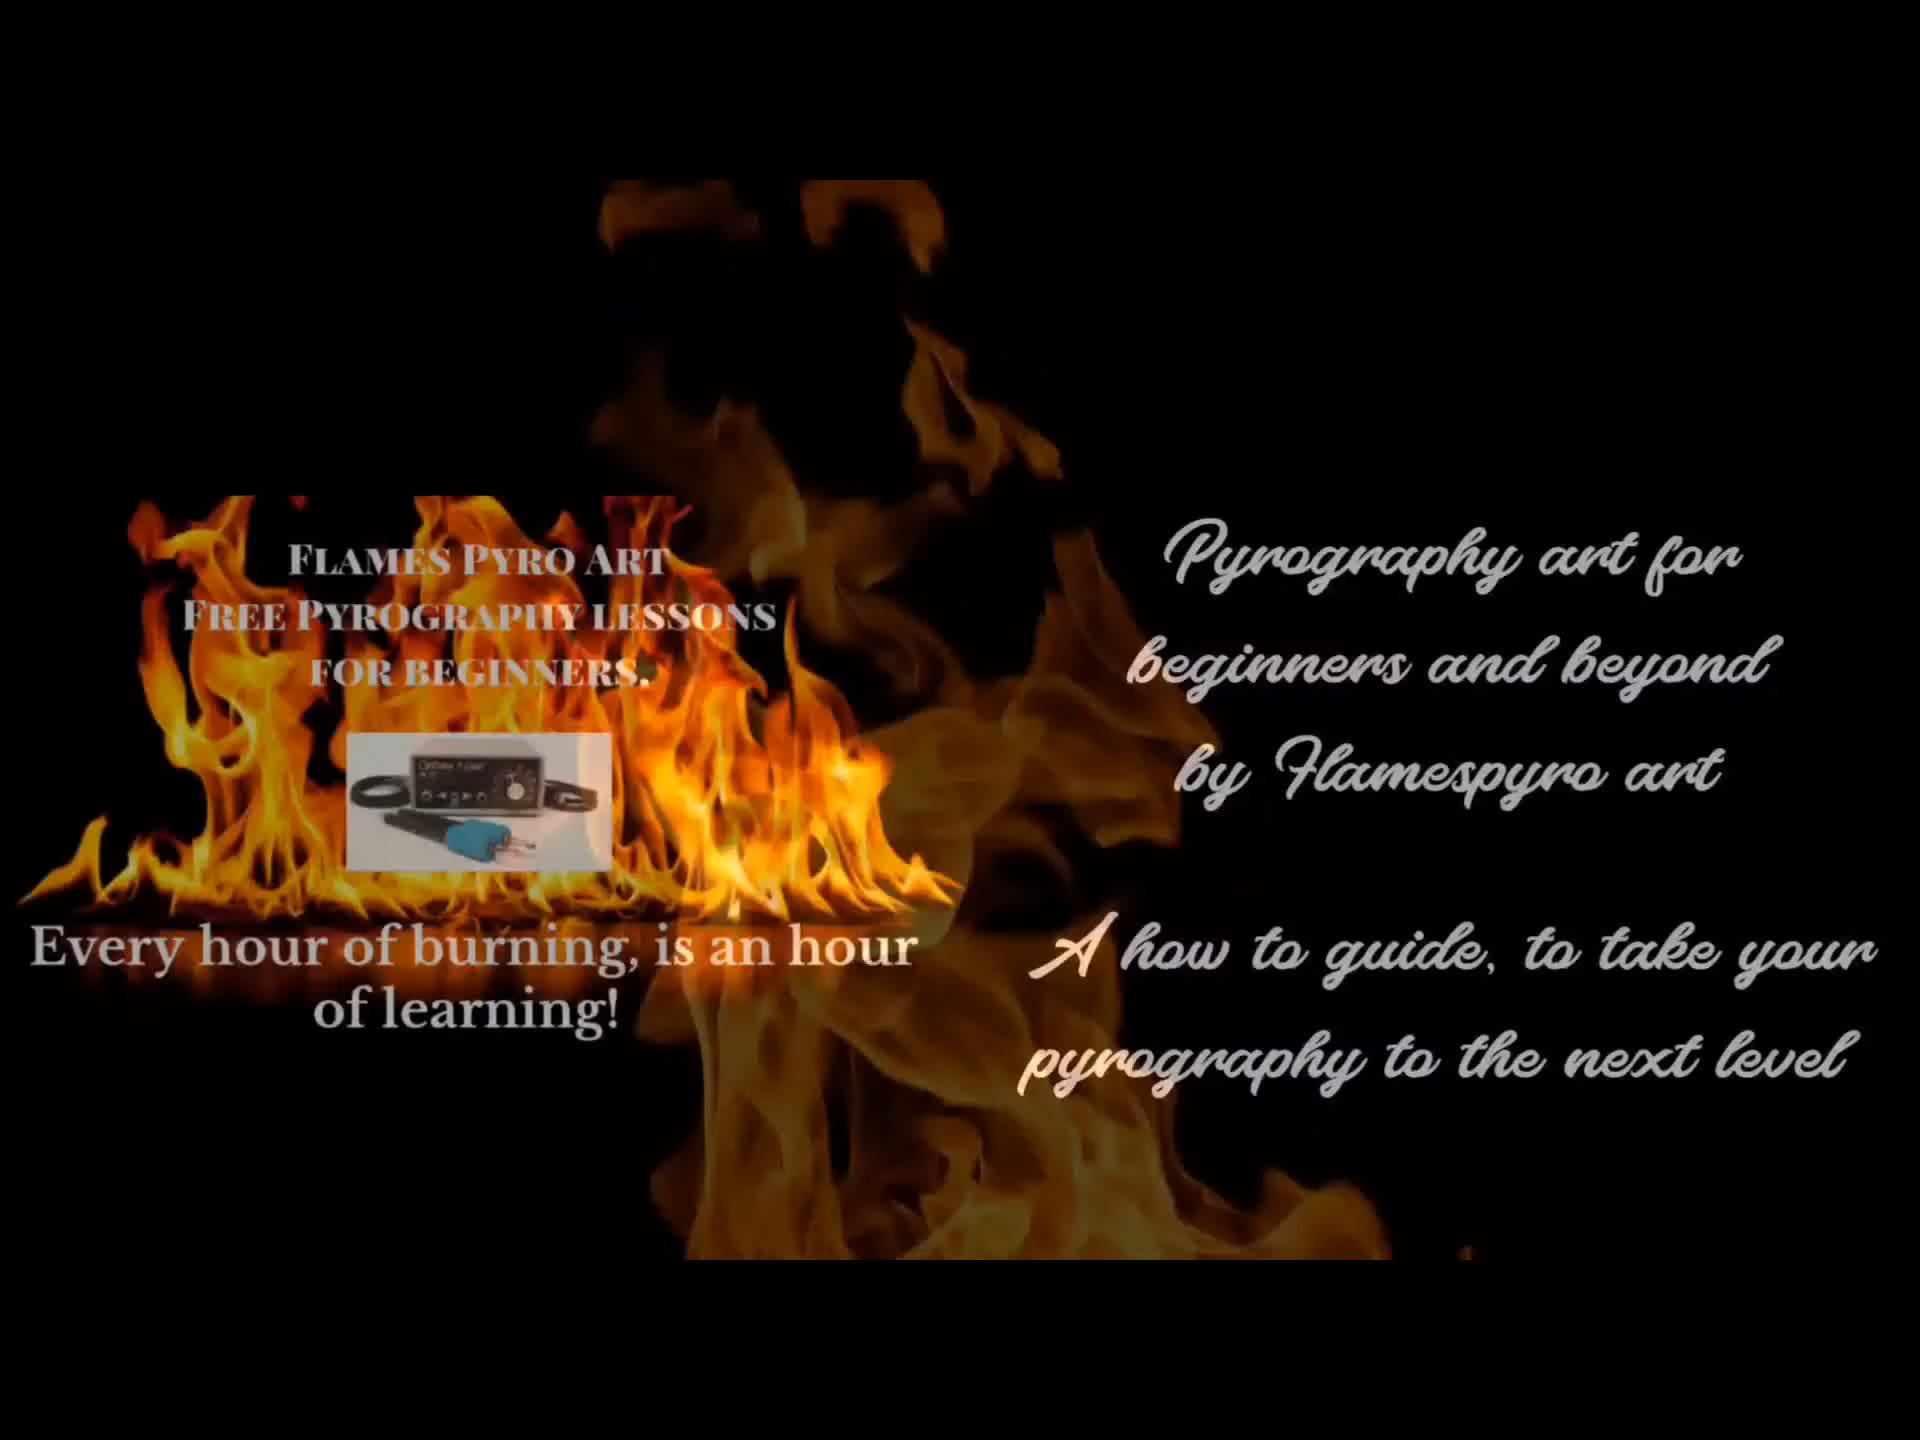 Flames Pyro Art
Free Pyrography lessons
for beginners.
Every hour of burning, is an hour
of learning!
Pyrography art for
beginners and beyond
by Flamespyro art
A how to guide, to take your
pyrography to the next level